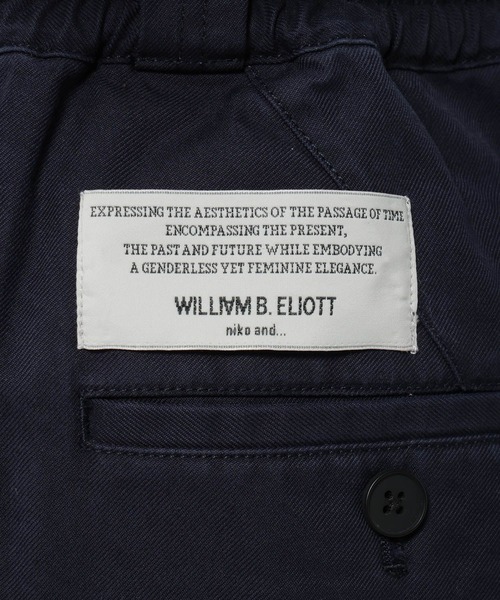 EXPRESSING THE AESTHETICS OF THE PASSAGE OF TIME
ENCOMPASSING THE PRESENT,
THE PAST AND FUTURE WHILE EMBODYING
A GENDERLESS YET FEMININE ELEGANCE.
WILLIAM B. ELIOTT
niko and...